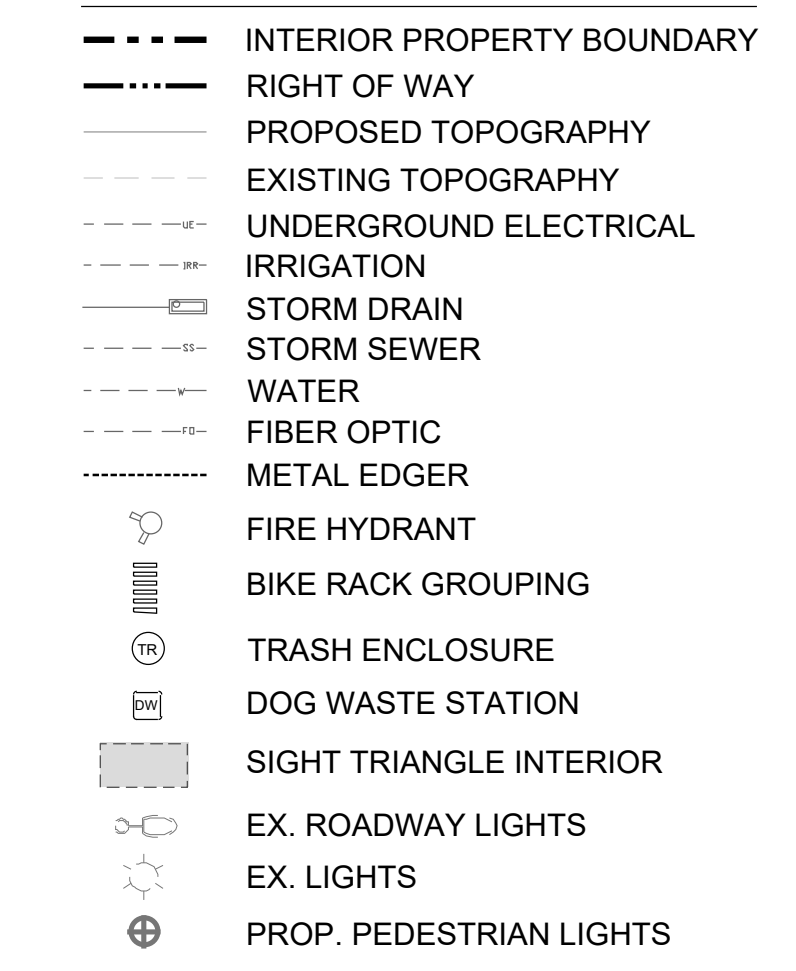 INTERIOR PROPERTY BOUNDARY
RIGHT OF WAY
PROPOSED TOPOGRAPHY
EXISTING TOPOGRAPHY
UE UNDERGROUND ELECTRICAL
IRR IRRIGATION
STORM DRAIN
SS STORM SEWER
W WATER
FO FIBER OPTIC
METAL EDGER
FIRE HYDRANT
BIKE RACK GROUPING
TR TRASH ENCLOSURE
DW DOG WASTE STATION
SIGHT TRIANGLE INTERIOR
EX. ROADWAY LIGHTS
EX. LIGHTS
PROP. PEDESTRIAN LIGHTS